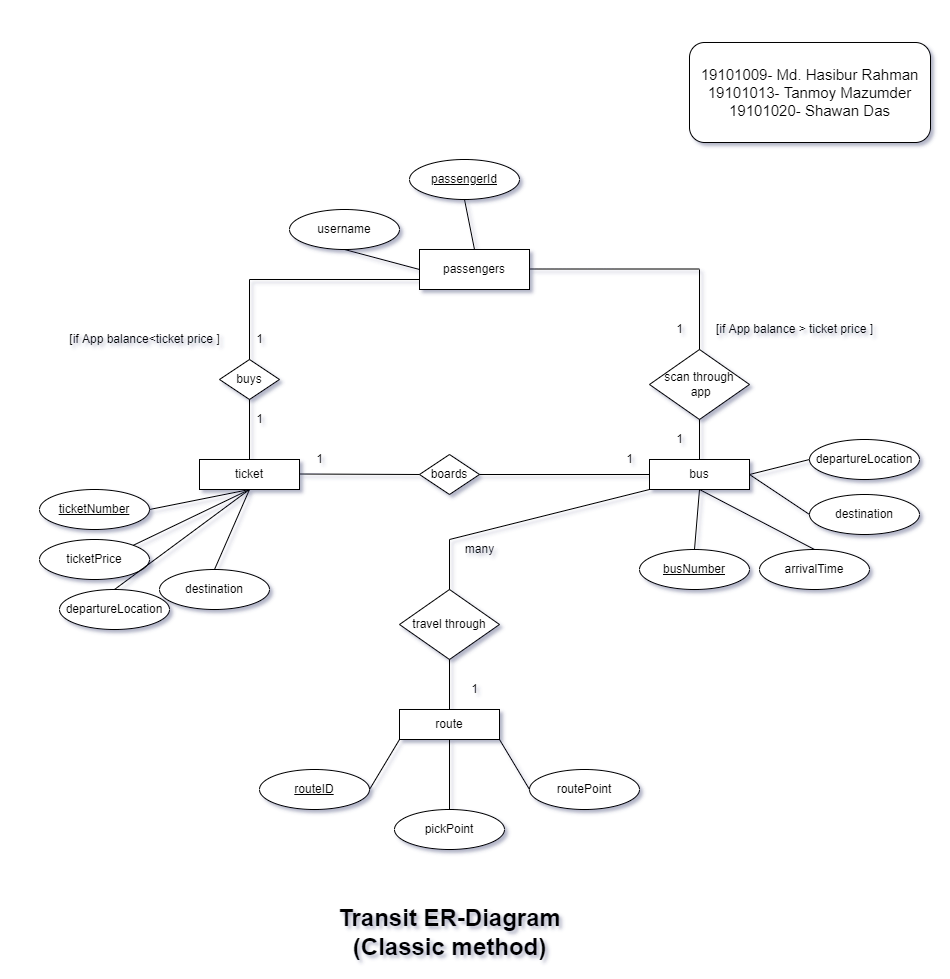 19101009- Md. Hasibur Rahman
19101013- Tanmoy Mazumder
19101020- Shawan Das
passengerId
username
passengers
[if App balance<ticket price ]
1
1
[if App balance > ticket price ]
buys
scan through
app
1
1
ticket
1
boards
1
bus
departureLocation
destination
ticketNumber
ticketPrice
departureLocation
destination
many
busNumber
arrivalTime
travel through
1
route
routeID
pickPoint
routePoint
Transit ER-Diagram
(Classic method)